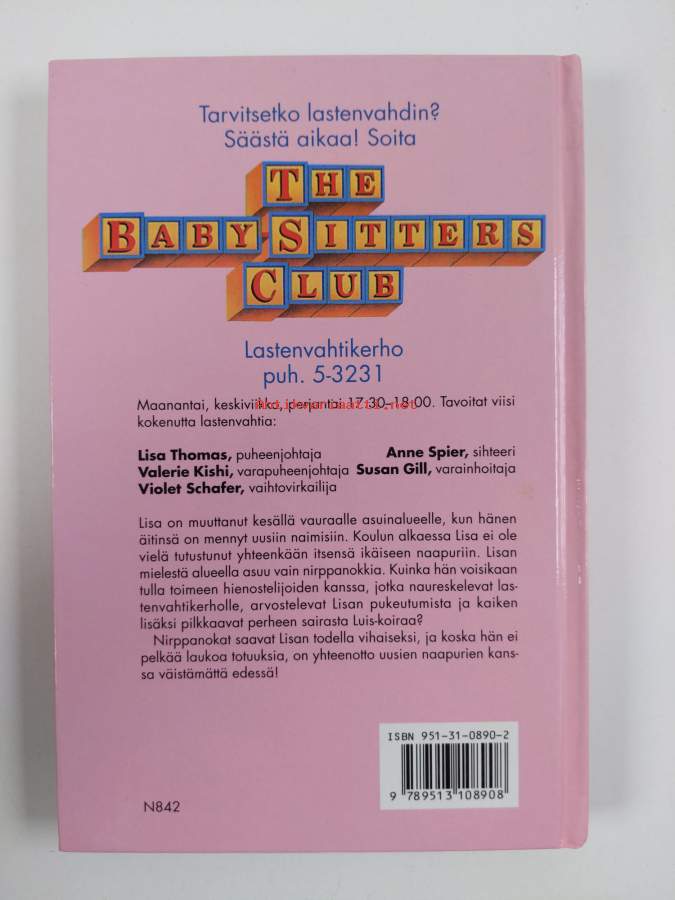 Tarvitsetko lastenvahdin?
Säästä aikaa! Soita
THE
BABY-SITTERS
CLUB
Lastenvahtikerho
puh. 5-3231
Maanantai, keskiviikko, perjantai 17:30–18:00. Tavoitat viisi
Antikvariaatti.net
kokenutta lastenvahtia:
Lisa Thomas, puheenjohtaja Anne Spier, sihteeri
Valerie Kishi, varapuheenjohtaja Susan Gill, varainhoitaja
Violet Schafer, vaihtovirkailija
Lisa on muuttanut kesällä vauraalle asuinalueelle, kun hänen
äitinsä on mennyt uusiin naimisiin. Koulun alkaessa Lisa ei ole
vielä tutustunut yhteenkään itsensä ikäiseen naapuriin. Lisan
mielestä alueella asuu vain nirppanokkia. Kuinka hän voisikaan
tulla toimeen hienostelijoiden kanssa, jotka naureskelevat las-
tenvahtikerholle, arvostelevat Lisan pukeutumista ja kaiken
lisäksi pilkkaavat perheen sairasta Luis-koiraa?
Nirppanokat saavat Lisan todella vihaiseksi, ja koska hän ei
pelkää laukoa totuuksia, on yhteenotto uusien naapurien kans-
sa väistämättä edessä!
ISBN 951-31-0890-2
9 789513 108908
N842